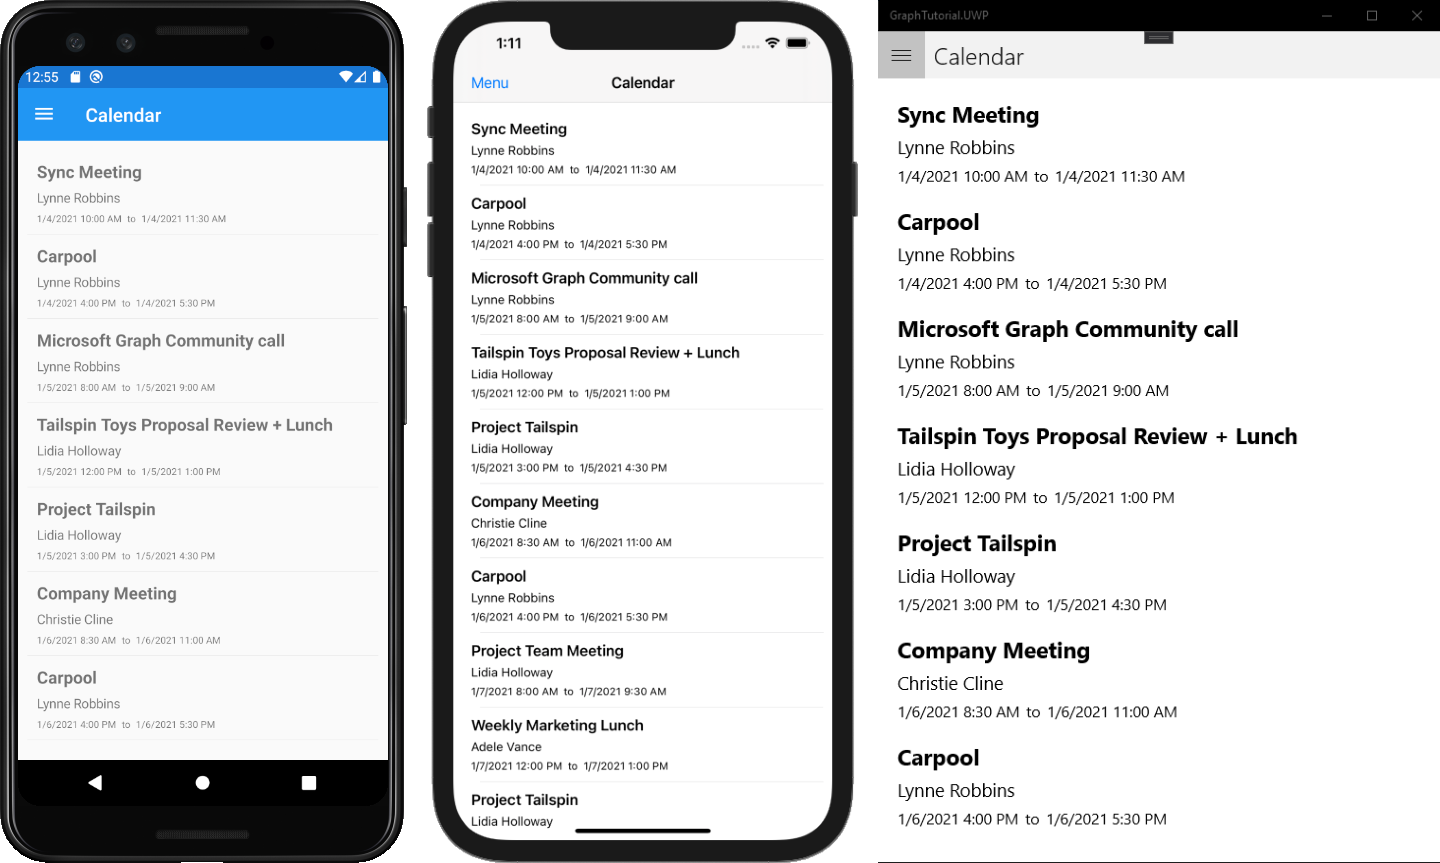 12:55
Calendar
Sync Meeting
Lynne Robbins
1/4/2021 10:00 AM to 1/4/2021 11:30 AM
Carpool
Lynne Robbins
1/4/2021 4:00 PM to 1/4/2021 5:30 PM
Microsoft Graph Community call
Lynne Robbins
1/5/2021 8:00 AM to 1/5/2021 9:00 AM
Tailspin Toys Proposal Review + Lunch
Lidia Holloway
1/5/2021 12:00 PM to 1/5/2021 1:00 PM
Project Tailspin
Lidia Holloway
1/5/2021 3:00 PM to 1/5/2021 4:30 PM
Company Meeting
Christie Cline
1/6/2021 8:30 AM to 1/6/2021 11:00 AM
Carpool
Lynne Robbins
1/6/2021 4:00 PM to 1/6/2021 5:30 PM
1:11
Menu Calendar
Sync Meeting
Lynne Robbins
1/4/2021 10:00 AM to 1/4/2021 11:30 AM
Carpool
Lynne Robbins
1/4/2021 4:00 PM to 1/4/2021 5:30 PM
Microsoft Graph Community call
Lynne Robbins
1/5/2021 8:00 AM to 1/5/2021 9:00 AM
Tailspin Toys Proposal Review + Lunch
Lidia Holloway
1/5/2021 12:00 PM to 1/5/2021 1:00 PM
Project Tailspin
Lidia Holloway
1/5/2021 3:00 PM to 1/5/2021 4:30 PM
Company Meeting
Christie Cline
1/6/2021 8:30 AM to 1/6/2021 11:00 AM
Carpool
Lynne Robbins
1/6/2021 4:00 PM to 1/6/2021 5:30 PM
Project Team Meeting
Lidia Holloway
1/7/2021 8:00 AM to 1/7/2021 9:30 AM
Weekly Marketing Lunch
Adele Vance
1/7/2021 12:00 PM to 1/7/2021 1:00 PM
Project Tailspin
Lidia Holloway
GraphTutorial.UWP
Calendar
Sync Meeting
Lynne Robbins
1/4/2021 10:00 AM to 1/4/2021 11:30 AM
Carpool
Lynne Robbins
1/4/2021 4:00 PM to 1/4/2021 5:30 PM
Microsoft Graph Community call
Lynne Robbins
1/5/2021 8:00 AM to 1/5/2021 9:00 AM
Tailspin Toys Proposal Review + Lunch
Lidia Holloway
1/5/2021 12:00 PM to 1/5/2021 1:00 PM
Project Tailspin
Lidia Holloway
1/5/2021 3:00 PM to 1/5/2021 4:30 PM
Company Meeting
Christie Cline
1/6/2021 8:30 AM to 1/6/2021 11:00 AM
Carpool
Lynne Robbins
1/6/2021 4:00 PM to 1/6/2021 5:30 PM